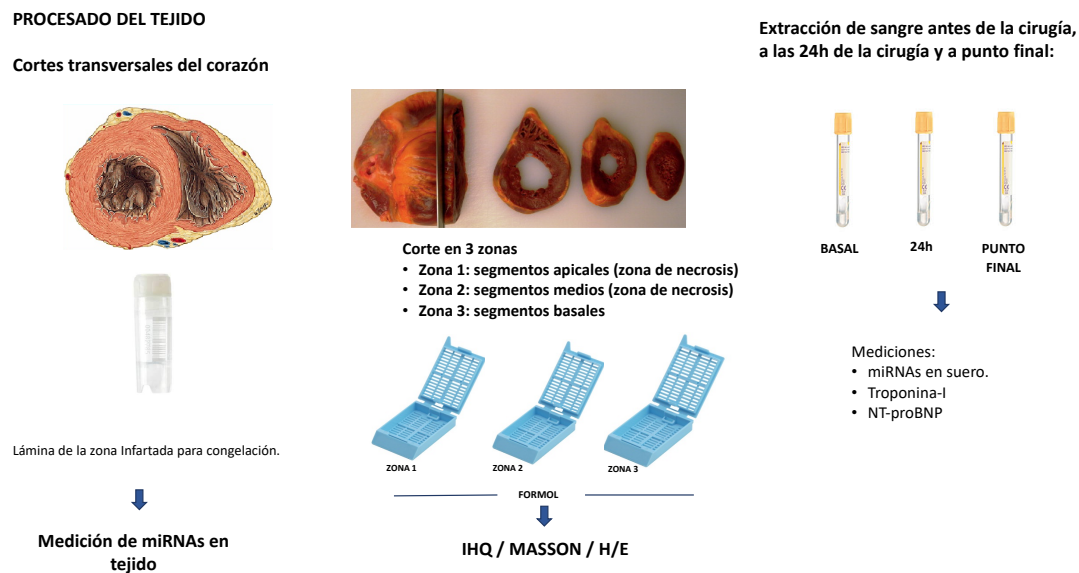 PROCESADO DEL TEJIDO
Cortes transversales del corazón
Lámina de la zona Infartada para congelación.
Medición de miRNAs en
tejido
Corte en 3 zonas
• Zona 1: segmentos apicales (zona de necrosis)
• Zona 2: segmentos medios (zona de necrosis)
• Zona 3: segmentos basales
ZONA 1
ZONA 2
ZONA 3
FORMOL
IHQ / MASSON / H/E
Extracción de sangre antes de la cirugía,
a las 24h de la cirugía y a punto final:
BASAL
24h
PUNTO
FINAL
Mediciones:
• miRNAs en suero.
• Troponina-I
• NT-proBNP